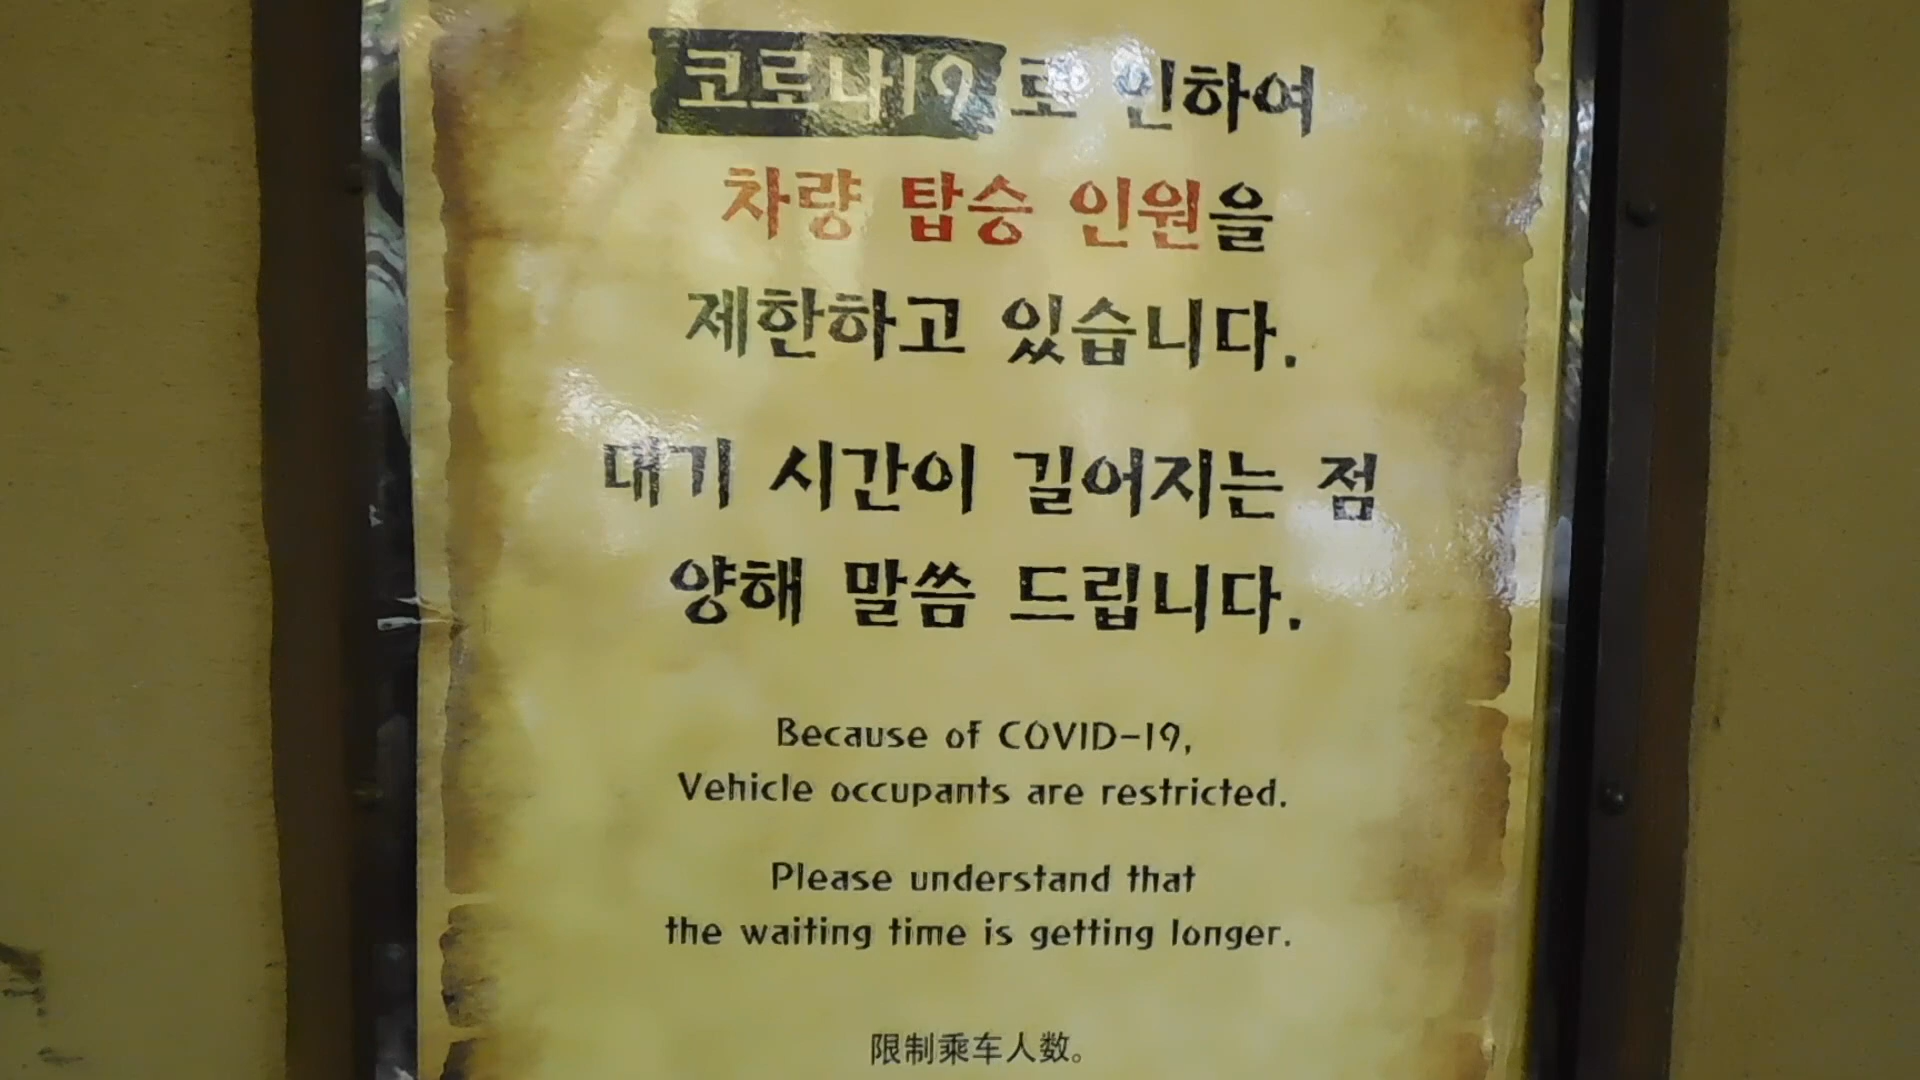 코로나19로 인하여
차량 탑승 인원을
제한하고 있습니다.
대기 시간이 길어지는 점
양해 말씀 드립니다.
Because of COVID-19,
Vehicle occupants are restricted.
Please understand that
the waiting time is getting longer.
限制乘车人数。